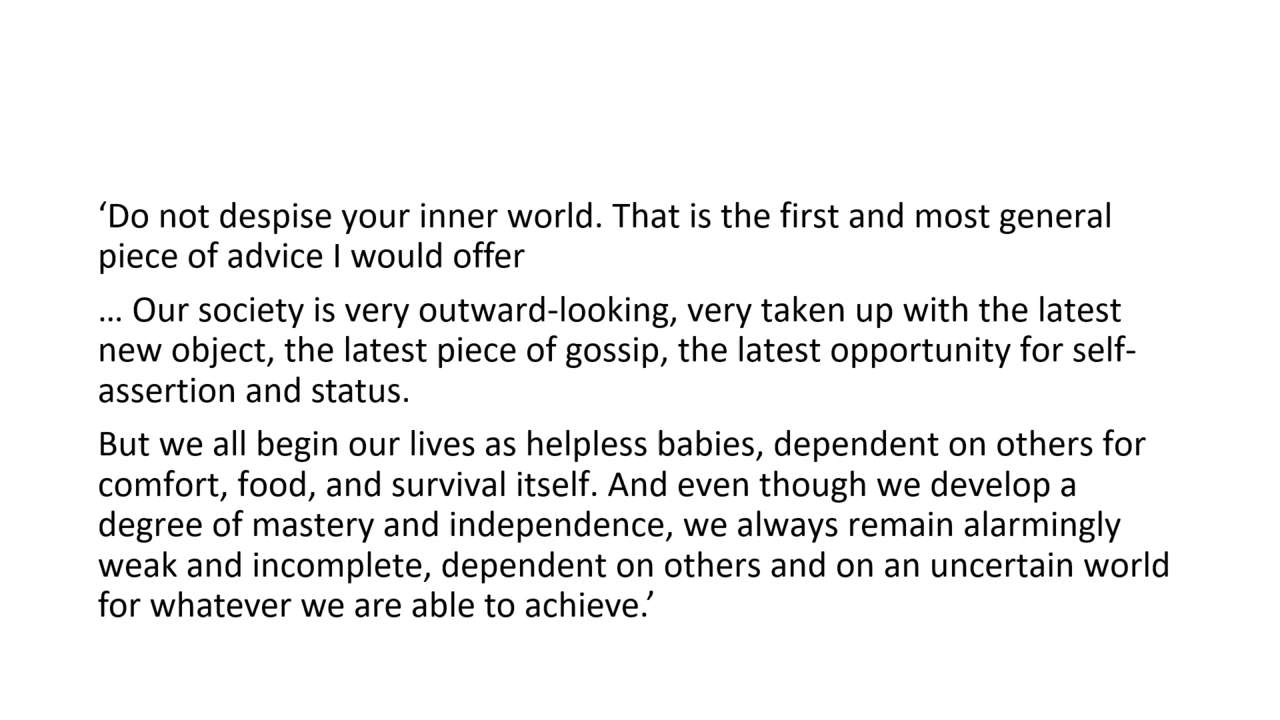 ‘Do not despise your inner world. That is the first and most general
piece of advice I would offer
… Our society is very outward-looking, very taken up with the latest
new object, the latest piece of gossip, the latest opportunity for self-
assertion and status.
But we all begin our lives as helpless babies, dependent on others for
comfort, food, and survival itself. And even though we develop a
degree of mastery and independence, we always remain alarmingly
weak and incomplete, dependent on others and on an uncertain world
for whatever we are able to achieve.’